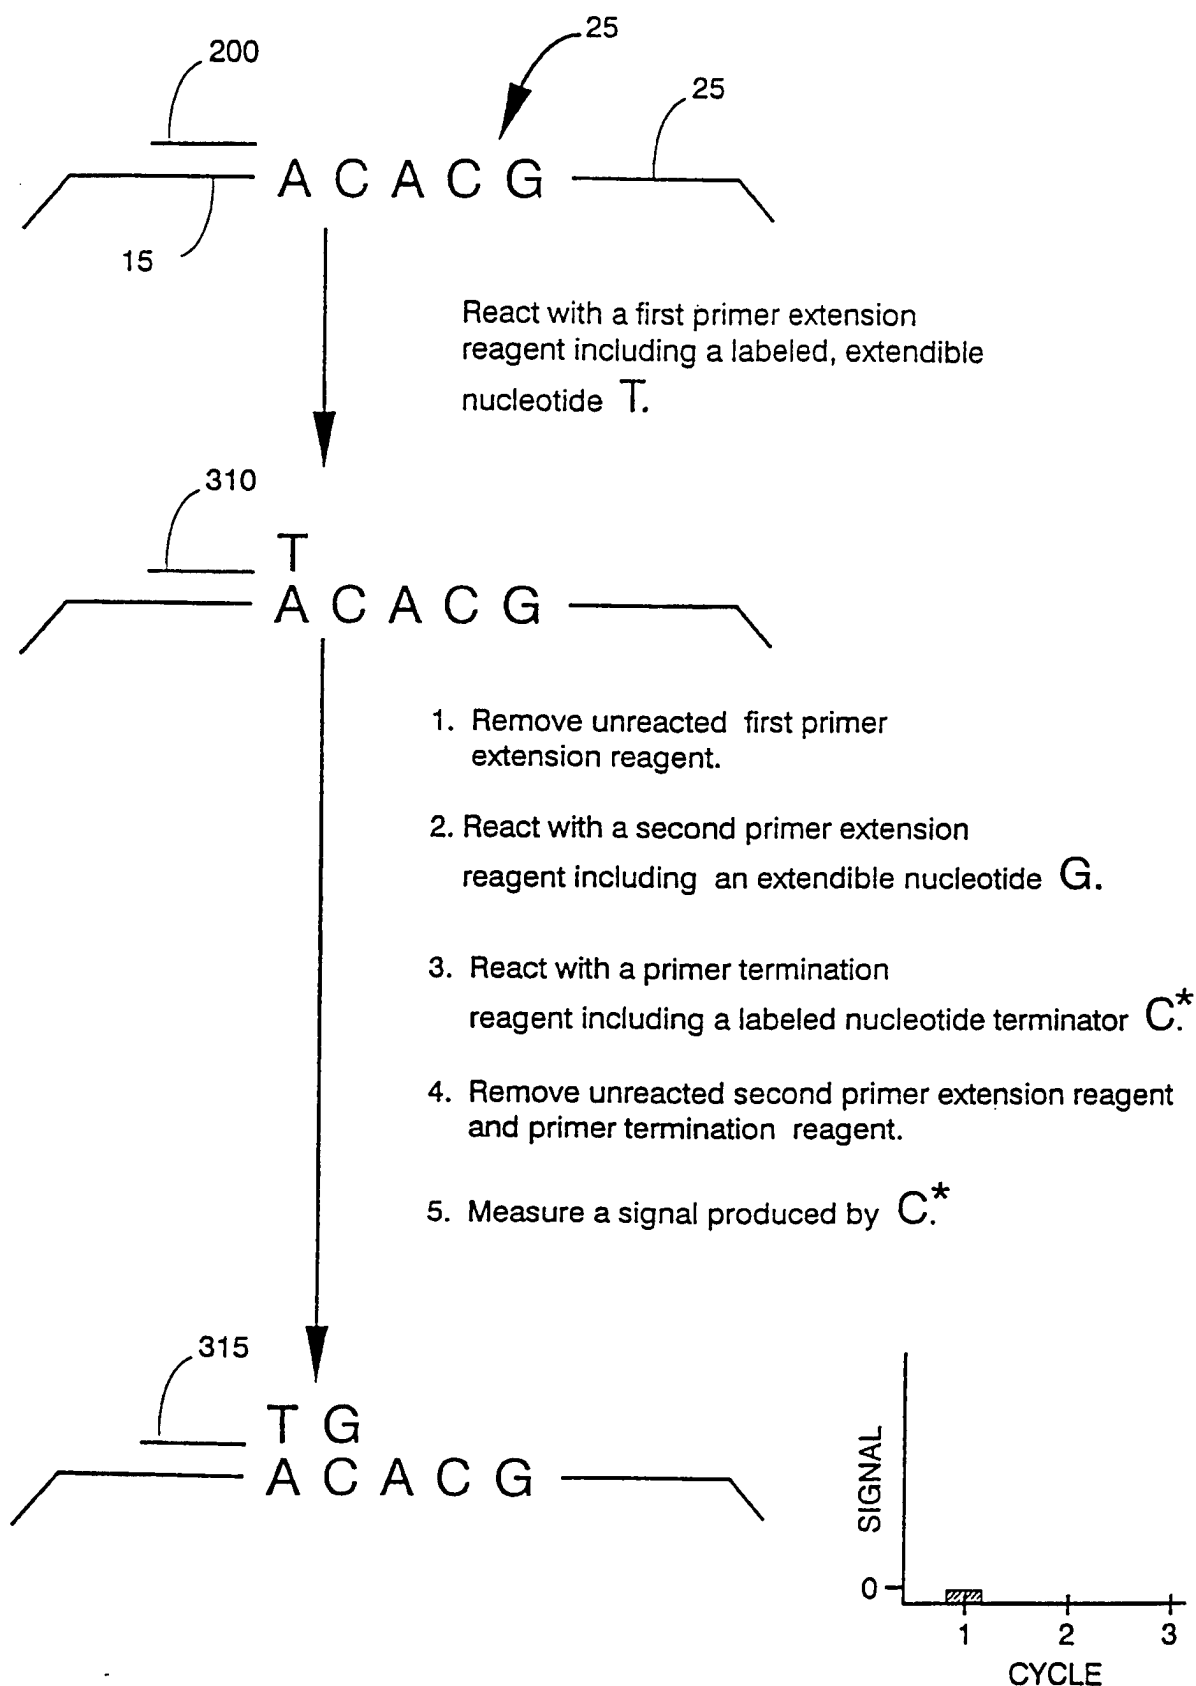 25
200
25
A C A C G
15
React with a first primer extension
reagent including a labeled, extendible
nucleotide T.
310
T
A C A C G
1. Remove unreacted first primer
extension reagent.
2. React with a second primer extension
reagent including an extendible nucleotide G.
3. React with a primer termination
reagent including a labeled nucleotide terminator C.*
4. Remove unreacted second primer extension reagent
and primer termination reagent.
5. Measure a signal produced by C.*
315
T G
A C A C G
SIGNAL
0
1 2 3
CYCLE